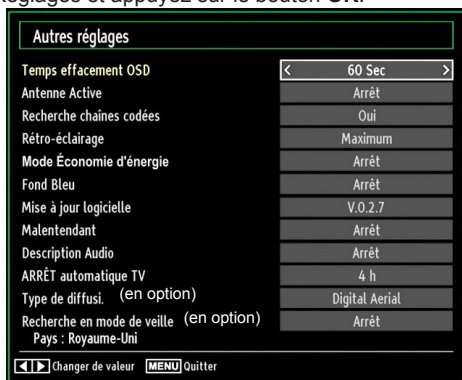 Réglages et appuyez sur le bouton OK.
Autres réglages
Temps effacement OSD < 60 Sec >
Antenne Active Arrêt
Recherche chaînes codées Oui
Rétro-éclairage Maximum
Mode Économie d'énergie Arrêt
Fond Bleu Arrêt
Mise à jour logicielle V.0.2.7
Malentendant Arrêt
Description Audio Arrêt
ARRÊT automatique TV 4 h
Type de diffusi. (en option) Digital Aerial
Recherche en mode de veille (en option) Arrêt
Pays : Royaume-Uni
Changer de valeur MENU Quitter